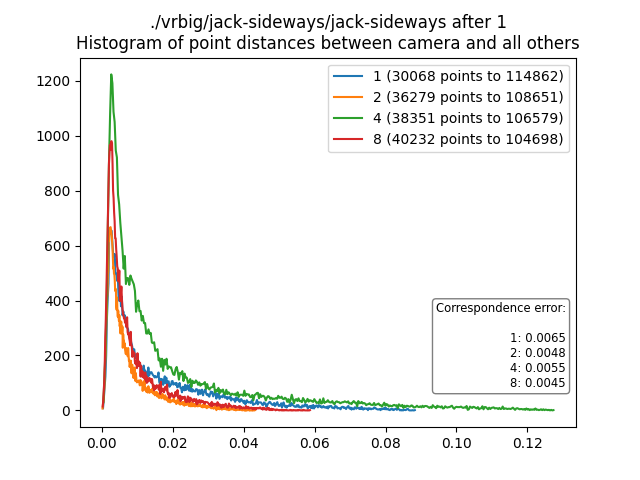 ./vrbig/jack-sideways/jack-sideways after 1
Histogram of point distances between camera and all others
1200
1000
800
600
400
200
0
0.00 0.02 0.04 0.06 0.08 0.10 0.12
1 (30068 points to 114862)
2 (36279 points to 108651)
4 (38351 points to 106579)
8 (40232 points to 104698)
Correspondence error:
1: 0.0065
2: 0.0048
4: 0.0055
8: 0.0045